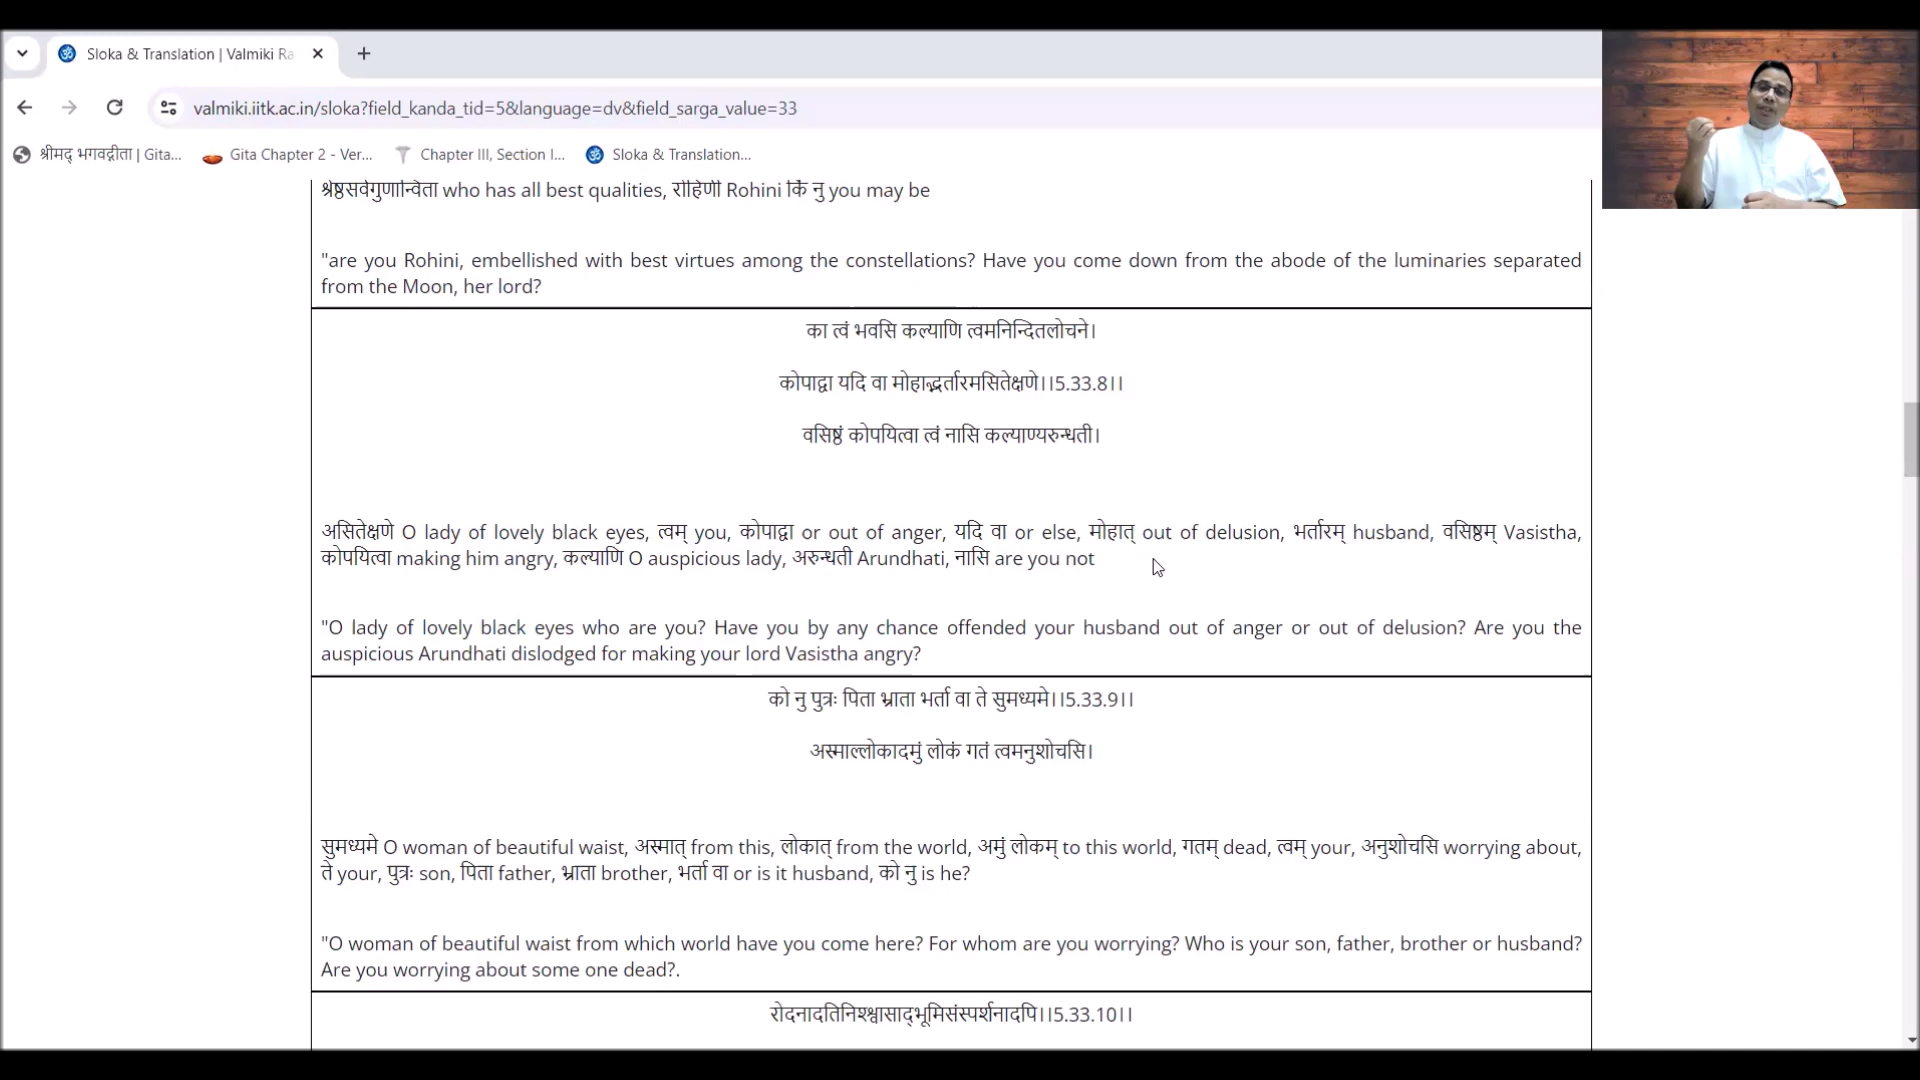 Sloka & Translation | Valmiki Ra
valmiki.iitk.ac.in/sloka?field_kanda_tid=5&language=dv&field_sarga_value=33
श्रीमद् भगवद्गीता | Gita...
Gita Chapter 2 - Ver...
Chapter III, Section I...
Sloka & Translation...
श्रेष्ठसर्वगुणान्विता who has all best qualities, रोहिणी Rohini किं नु you may be
"are you Rohini, embellished with best virtues among the constellations? Have you come down from the abode of the luminaries separated
from the Moon, her lord?
का त्वं भवसि कल्याणि त्वमनिन्दितलोचने।
कोपाद्वा यदि वा मोहाद्भर्तारमसितेक्षणे।।5.33.8।।
वसिष्ठं कोपयित्वा त्वं नासि कल्याण्यरुन्धती।
असितेक्षणे O lady of lovely black eyes, त्वम् you, कोपाद्वा or out of anger, यदि वा or else, मोहात् out of delusion, भर्तारम् husband, वसिष्ठम् Vasistha,
कोपयित्वा making him angry, कल्याणि O auspicious lady, अरुन्धती Arundhati, नासि are you not
"O lady of lovely black eyes who are you? Have you by any chance offended your husband out of anger or out of delusion? Are you the
auspicious Arundhati dislodged for making your lord Vasistha angry?
को नु पुत्रः पिता भ्राता भर्ता वा ते सुमध्यमे।।5.33.9।।
अस्माल्लोकादमुं लोकं गतं त्वमनुशोचसि।
सुमध्यमे O woman of beautiful waist, अस्मात् from this, लोकात् from the world, अमुं लोकम् to this world, गतम् dead, त्वम् your, अनुशोचसि worrying about,
ते your, पुत्रः son, पिता father, भ्राता brother, भर्ता वा or is it husband, को नु is he?
"O woman of beautiful waist from which world have you come here? For whom are you worrying? Who is your son, father, brother or husband?
Are you worrying about some one dead?.
रोदनादतिनिश्श्वासाद्भूमिसंस्पर्शनादपि।।5.33.10।।